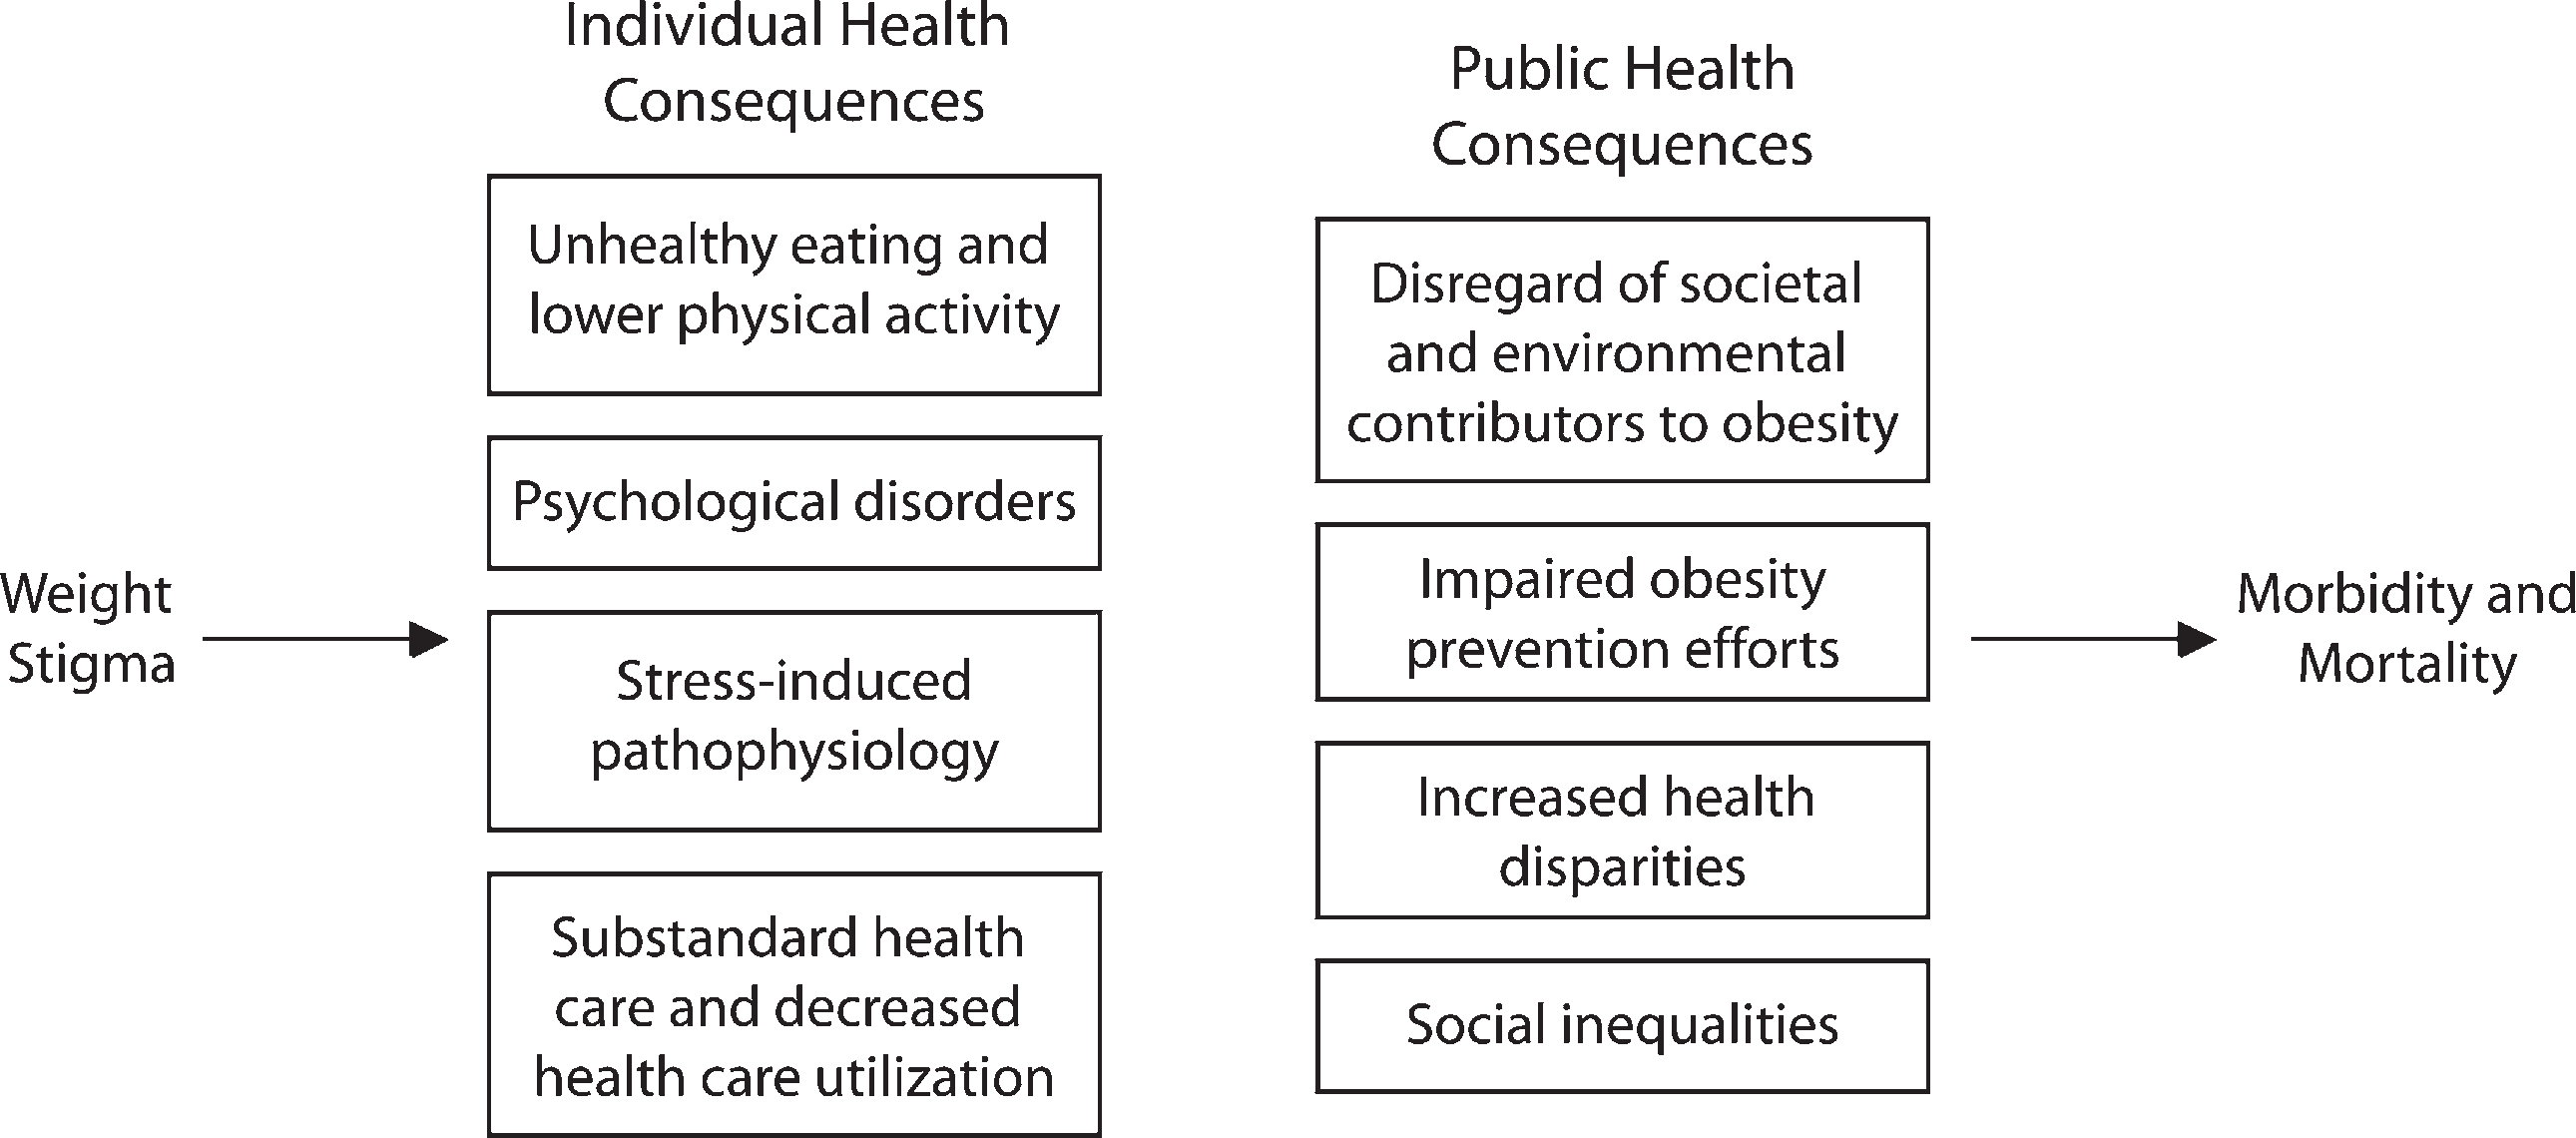 Weight
Stigma
Individual Health
Consequences
Unhealthy eating and
lower physical activity
Psychological disorders
Stress-induced
pathophysiology
Substandard health
care and decreased
health care utilization
Public Health
Consequences
Disregard of societal
and environmental
contributors to obesity
Impaired obesity
prevention efforts
Increased health
disparities
Social inequalities
Morbidity and
Mortality